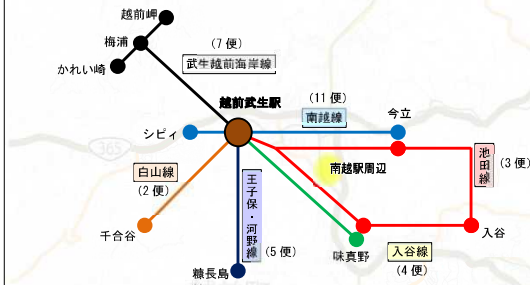 越前岬
梅浦
(7 便)
かれい崎
武生越前海岸線
越前武生駅
(11 便)
南越線
今立
シピィ
365
南越駅周辺
池田線
(3 便)
白山線
(2 便)
王子保・河野線
(5 便)
千合谷
味真野
入谷線
(4 便)
入谷
糠長島